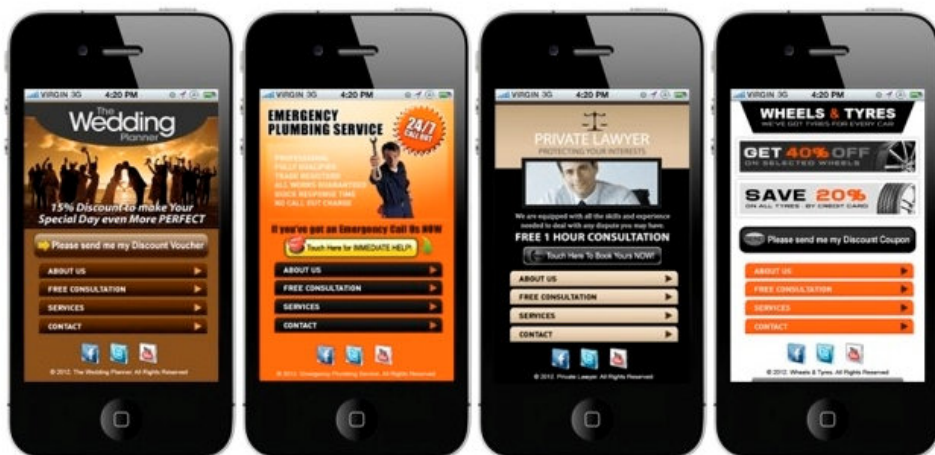 VIRGIN 3G 4:20 PM
The
Wedding
Planner
15% Discount to make Your
Special Day even More PERFECT
Please send me my Discount Voucher
ABOUT US
FREE CONSULTATION
SERVICES
CONTACT
© 2012. The Wedding Planner. All Rights Reserved
VIRGIN 3G 4:20 PM
EMERGENCY
PLUMBING SERVICE
24/7
CALL OUT
PROFESSIONAL
FULLY QUALIFIED
TRADE REGISTERED
ALL WORKS GUARANTEED
QUICK RESPONSE TIME
NO CALL OUT CHARGE
If you've got an Emergency Call Us NOW
Touch Here for IMMEDIATE HELP!
ABOUT US
FREE CONSULTATION
SERVICES
CONTACT
© 2012. Emergency Plumbing Service. All Rights Reserved
VIRGIN 3G 4:20 PM
PRIVATE LAWYER
PROTECTING YOUR INTERESTS
We are equipped with all the skills and experience
needed to deal with any dispute you may have.
FREE 1 HOUR CONSULTATION
Touch Here To Book Yours NOW!
ABOUT US
FREE CONSULTATION
SERVICES
CONTACT
© 2012. Private Lawyer. All Rights Reserved
VIRGIN 3G 4:20 PM
WHEELS & TYRES
WE'VE GOT TYRES FOR EVERY CAR
GET 40% OFF
ON SELECTED WHEELS
SAVE 20%
ON ALL TYRES - BY CREDIT CARD
Please send me my Discount Coupon
ABOUT US
FREE CONSULTATION
SERVICES
CONTACT
© 2012. Wheels & Tyres. All Rights Reserved